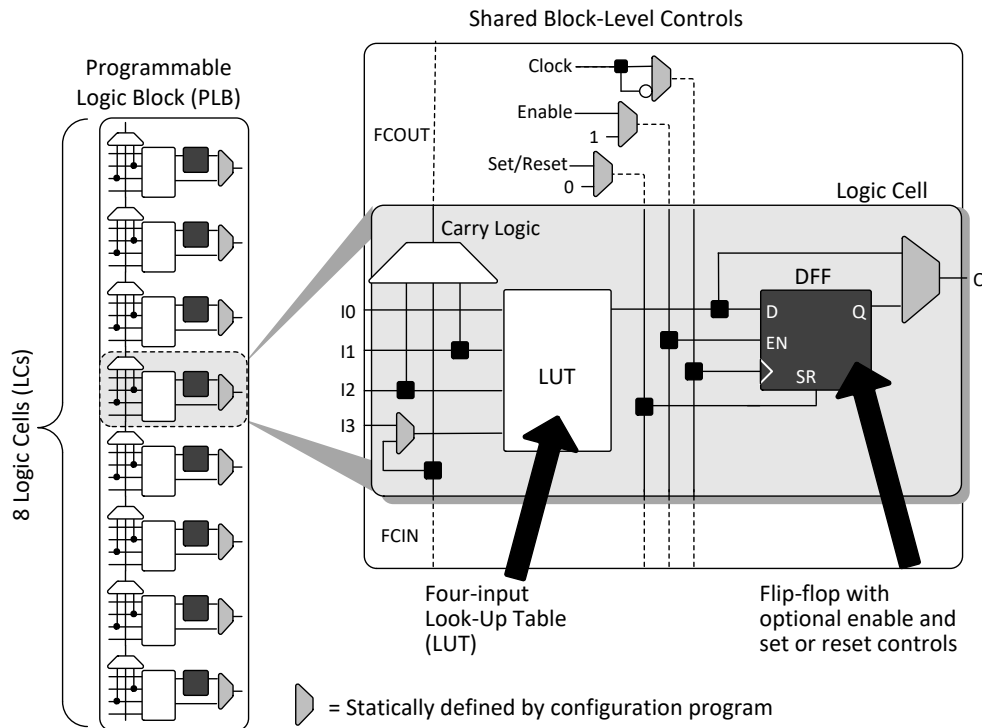 Shared Block-Level Controls
Programmable
Logic Block (PLB)
8 Logic Cells (LCs)
Clock
Enable
1
FCOUT
Set/Reset
0
Logic Cell
Carry Logic
DFF
O
I0
D
Q
I1
EN
LUT
I2
SR
I3
FCIN
Four-input
Look-Up Table
(LUT)
Flip-flop with
optional enable and
set or reset controls
= Statically defined by configuration program